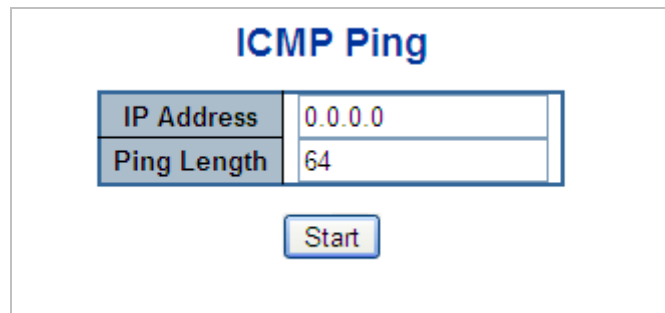 ICMP Ping
IP Address 0.0.0.0
Ping Length 64
Start